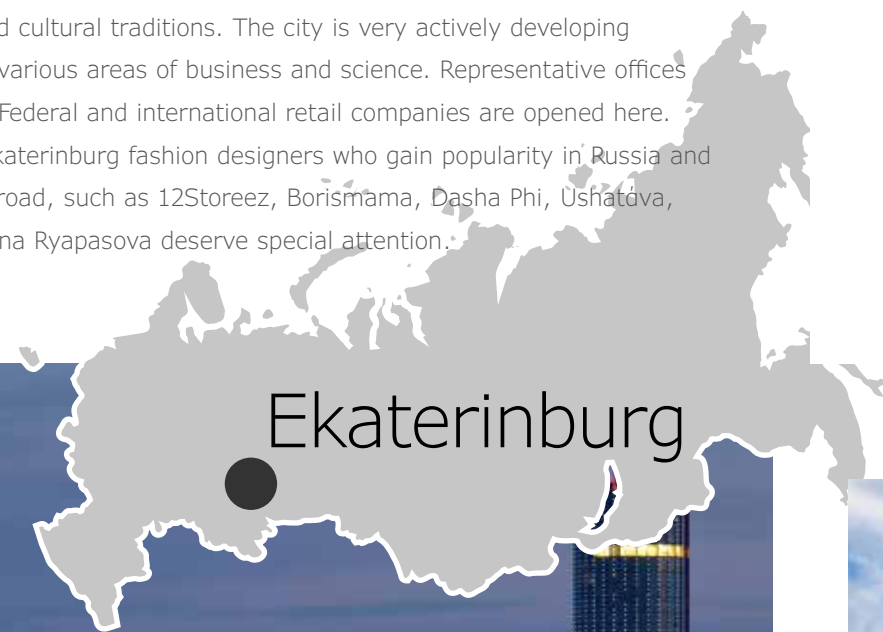 d cultural traditions. The city is very actively developing
various areas of business and science. Representative offices
Federal and international retail companies are opened here.
katerinburg fashion designers who gain popularity in Russia and
road, such as 12Storeez, Borismama, Dasha Phi, Ushatáva,
na Ryapasova deserve special attention.
Ekaterinburg